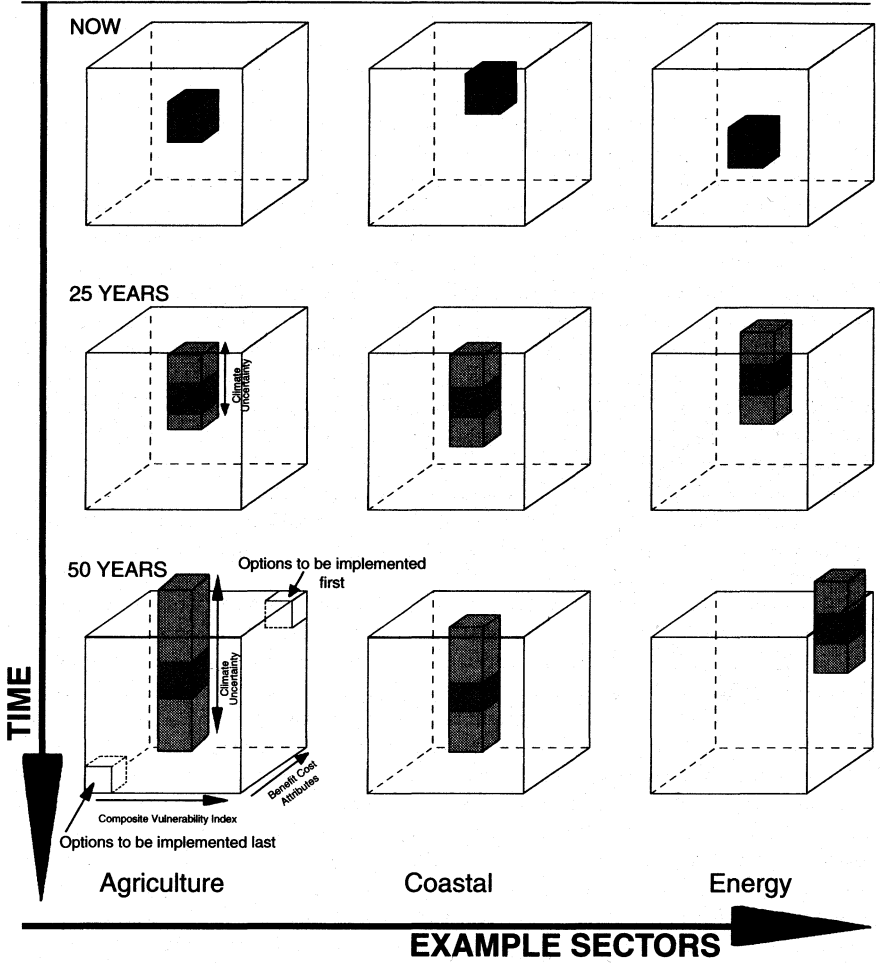 NOW
25 YEARS
Climate
Uncertainty
50 YEARS
Options to be implemented
first
Climate
Uncertainty
TIME
Benefit Cost
Attributes
Composite Vulnerability Index
Options to be implemented last
Agriculture
Coastal
Energy
EXAMPLE SECTORS